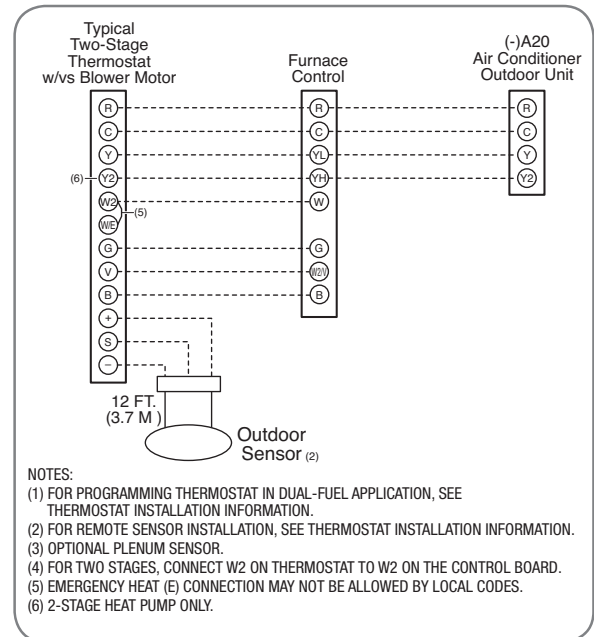 Typical
Two-Stage
Thermostat
w/vs Blower Motor
Furnace
Control
(-)A20
Air Conditioner
Outdoor Unit
R R R
C C C
Y YL Y
(6) Y2 YH Y2
W2 W
(5)
W/E
G G
V W2/V
B B
+
S
–
12 FT.
(3.7 M )
Outdoor
Sensor (2)
NOTES:
(1) FOR PROGRAMMING THERMOSTAT IN DUAL-FUEL APPLICATION, SEE
THERMOSTAT INSTALLATION INFORMATION.
(2) FOR REMOTE SENSOR INSTALLATION, SEE THERMOSTAT INSTALLATION INFORMATION.
(3) OPTIONAL PLENUM SENSOR.
(4) FOR TWO STAGES, CONNECT W2 ON THERMOSTAT TO W2 ON THE CONTROL BOARD.
(5) EMERGENCY HEAT (E) CONNECTION MAY NOT BE ALLOWED BY LOCAL CODES.
(6) 2-STAGE HEAT PUMP ONLY.